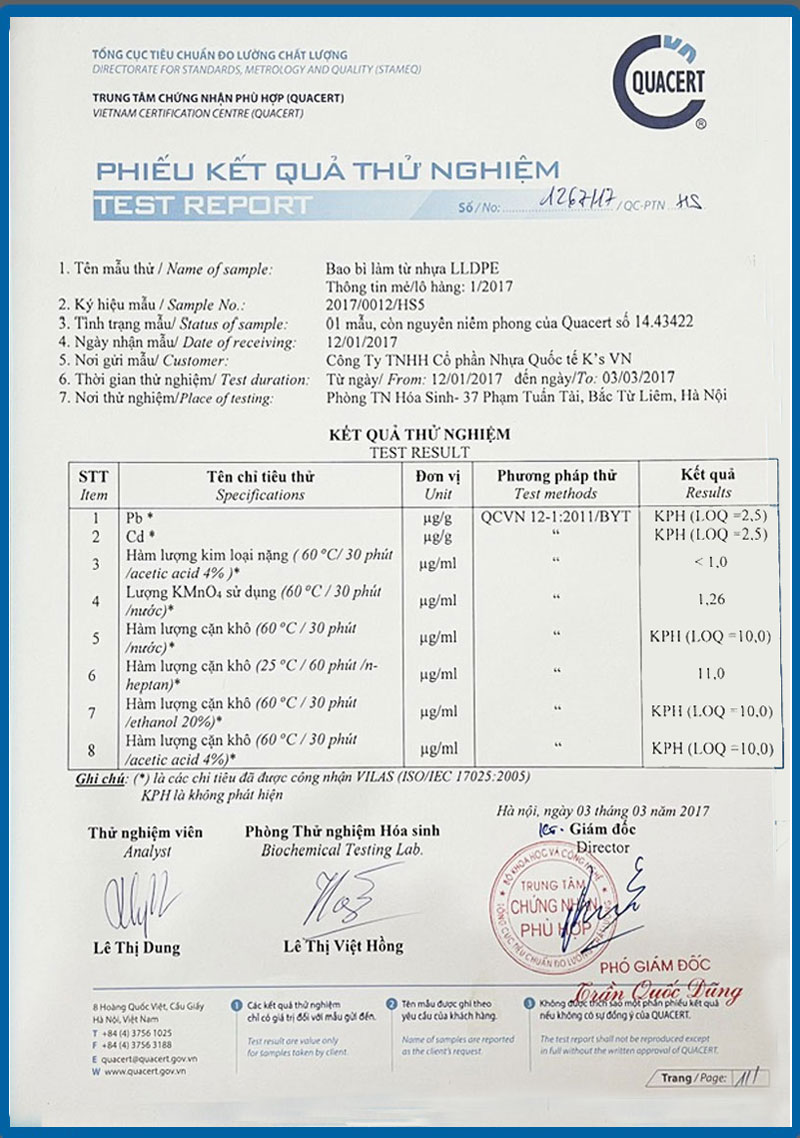 TỔNG CỤC TIÊU CHUẨN ĐO LƯỜNG CHẤT LƯỢNG
DIRECTORATE FOR STANDARDS, METROLOGY AND QUALITY (STAMEQ)
TRUNG TÂM CHỨNG NHẬN PHÙ HỢP (QUACERT)
VIETNAM CERTIFICATION CENTRE (QUACERT)
QUACERT
®
PHIẾU KẾT QUẢ THỬ NGHIỆM
TEST REPORT
Số / No: 1267/17 / QC-PTN HS
1. Tên mẫu thử / Name of sample: Bao bì làm từ nhựa LLDPE
Thông tin mẻ/lô hàng: 1/2017
2. Ký hiệu mẫu / Sample No.: 2017/0012/HS5
3. Tình trạng mẫu/ Status of sample: 01 mẫu, còn nguyên niêm phong của Quacert số 14.43422
4. Ngày nhận mẫu/ Date of receiving: 12/01/2017
5. Nơi gửi mẫu/ Customer: Công Ty TNHH Cổ phần Nhựa Quốc tế K's VN
6. Thời gian thử nghiệm/ Test duration: Từ ngày/ From: 12/01/2017 đến ngày/To: 03/03/2017
7. Nơi thử nghiệm/Place of testing: Phòng TN Hóa Sinh- 37 Phạm Tuấn Tài, Bắc Từ Liêm, Hà Nội
KẾT QUẢ THỬ NGHIỆM
TEST RESULT
STT Tên chỉ tiêu thử Đơn vị Phương pháp thử Kết quả
Item Specifications Unit Test methods Results
1 Pb * µg/g QCVN 12-1:2011/BYT KPH (LOQ =2,5)
2 Cd * µg/g “ KPH (LOQ =2,5)
3 Hàm lượng kim loại nặng ( 60 ºC/ 30 phút
/acetic acid 4% )* µg/ml “ < 1,0
4 Lượng KMnO₄ sử dụng (60 ºC / 30 phút
/nước)* µg/ml “ 1,26
5 Hàm lượng cặn khô (60 ºC / 30 phút
/nước)* µg/ml “ KPH (LOQ =10,0)
6 Hàm lượng cặn khô (25 ºC / 60 phút /n-
heptan)* µg/ml “ 11,0
7 Hàm lượng cặn khô (60 ºC / 30 phút
/ethanol 20%)* µg/ml “ KPH (LOQ =10,0)
8 Hàm lượng cặn khô (60 ºC / 30 phút
/acetic acid 4%)* µg/ml “ KPH (LOQ =10,0)
Ghi chú: (*) là các chỉ tiêu đã được công nhận VILAS (ISO/IEC 17025:2005)
KPH là không phát hiện
Hà nội, ngày 03 tháng 03 năm 2017
Thử nghiệm viên Phòng Thử nghiệm Hóa sinh Giám đốc
Analyst Biochemical Testing Lab. Director
BỘ KHOA HỌC VÀ CÔNG NGHỆ
TRUNG TÂM
CHỨNG NHẬN
PHÙ HỢP
TỔNG CỤC TIÊU CHUẨN ĐO LƯỜNG
Lê Thị Dung Lê Thị Việt Hồng
PHÓ GIÁM ĐỐC
Trần Quốc Dũng
8 Hoàng Quốc Việt, Cầu Giấy
Hà Nội, Việt Nam
T +84 (4) 3756 1025
F +84 (4) 3756 3188
E quacert@quacert.gov.vn
W www.quacert.gov.vn
1 Các kết quả thử nghiệm
chỉ có giá trị đối với mẫu gửi đến.
Test result are value only
for samples taken by client.
2 Tên mẫu được ghi theo
yêu cầu của khách hàng.
Name of samples are reported
as the client's request.
3 Không được trích sao một phần phiếu kết quả
nếu không có sự đồng ý của QUACERT.
The test report shall not be reproduced except
in full without the written approval of QUACERT.
Trang / Page: 1/1